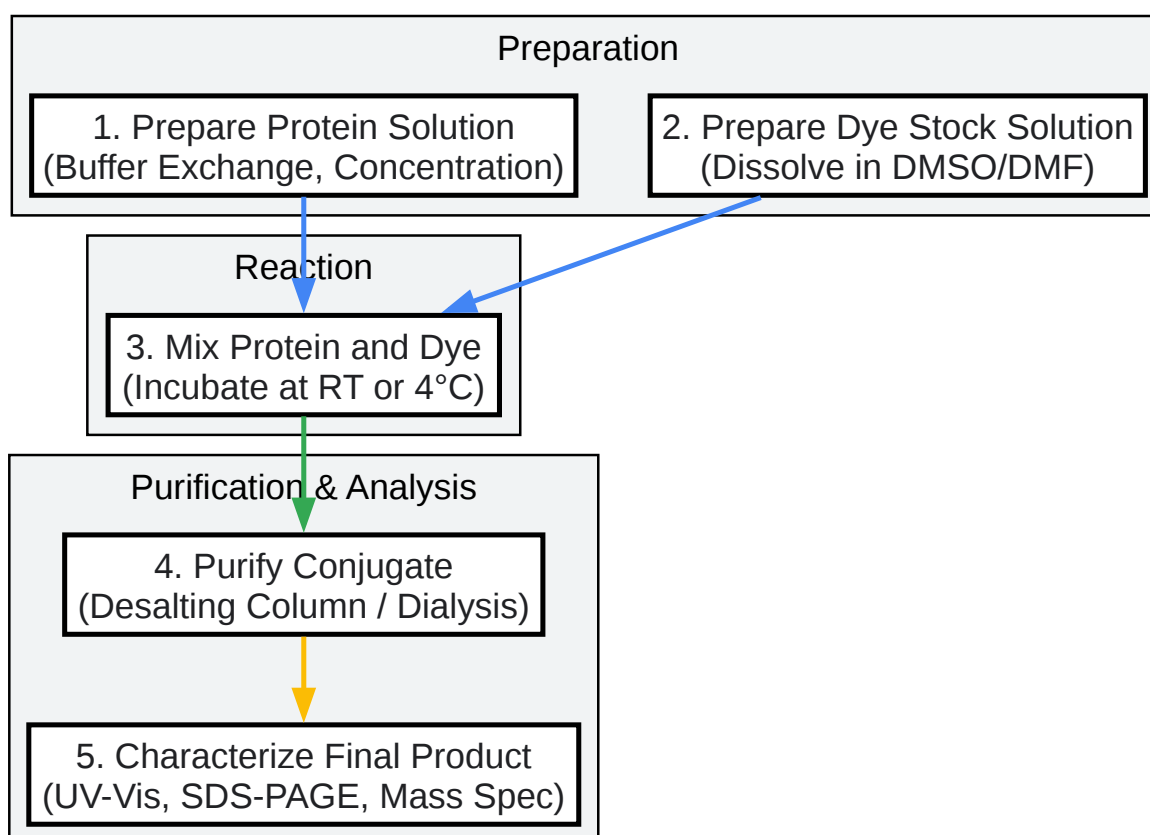 Preparation
1. Prepare Protein Solution
(Buffer Exchange, Concentration)
2. Prepare Dye Stock Solution
(Dissolve in DMSO/DMF)
Reaction
3. Mix Protein and Dye
(Incubate at RT or 4°C)
Purification & Analysis
4. Purify Conjugate
(Desalting Column / Dialysis)
5. Characterize Final Product
(UV-Vis, SDS-PAGE, Mass Spec)